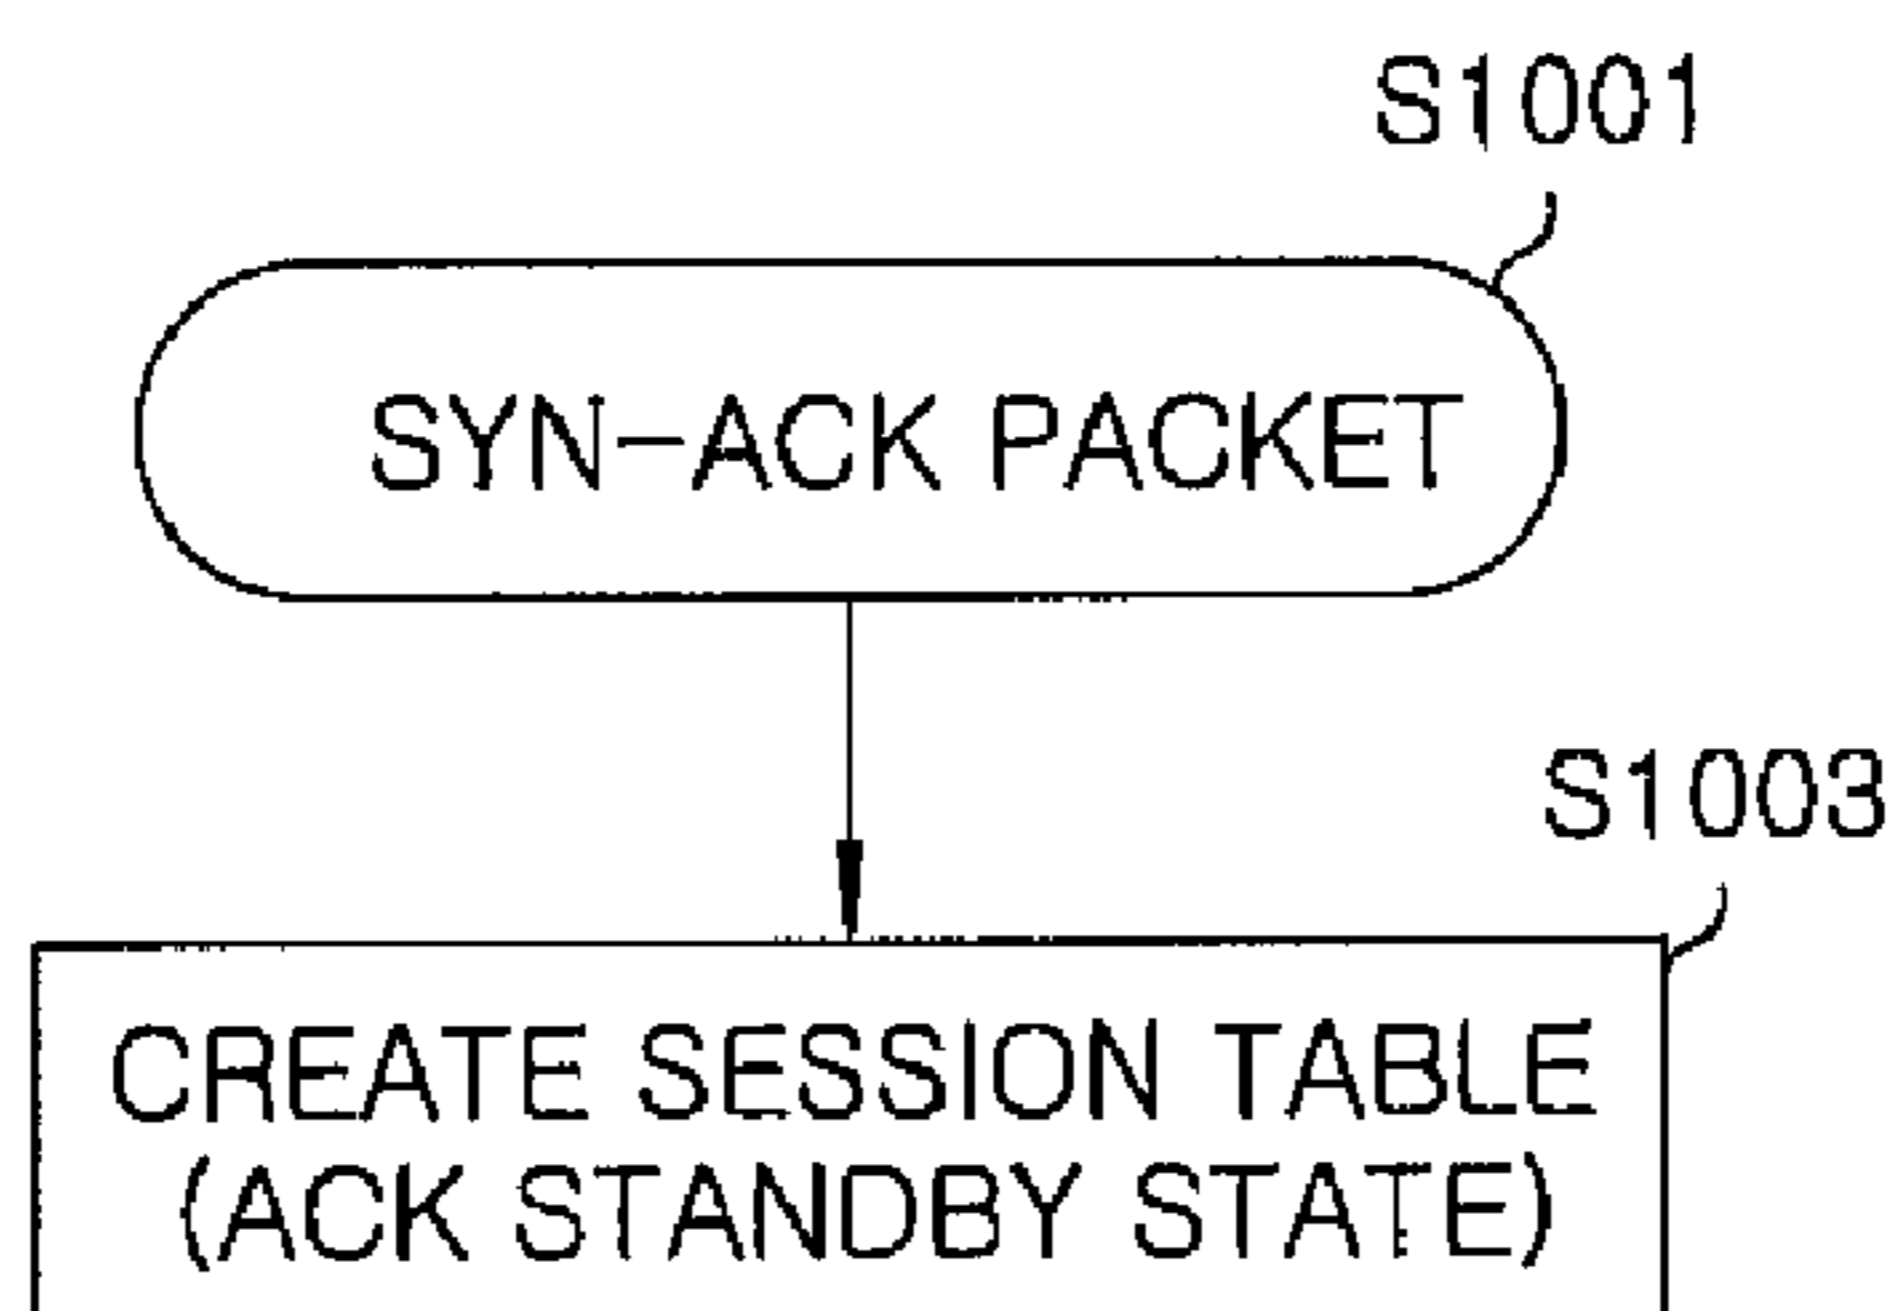 S1001
SYN-ACK PACKET
S1003
CREATE SESSION TABLE
(ACK STANDBY STATE)